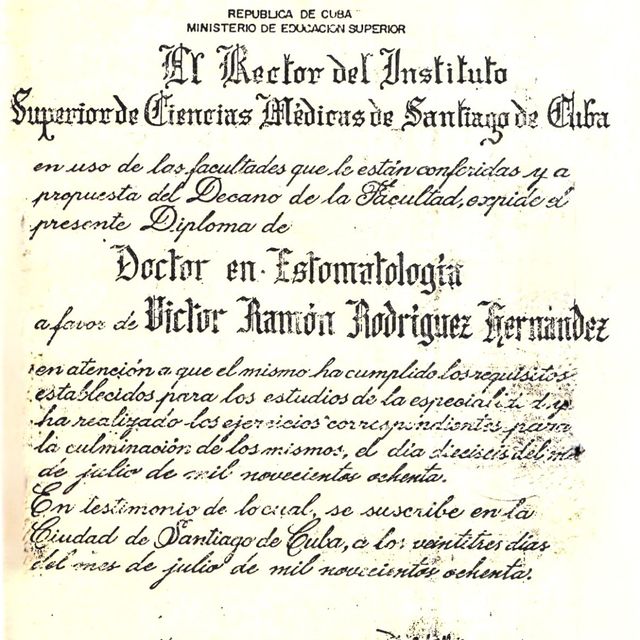 REPUBLICA DE CUBA
MINISTERIO DE EDUCACION SUPERIOR
El Rector del Instituto
Superior de Ciencias Médicas de Santiago de Cuba
en uso de las facultades que le están conferidas y a
propuesta del Decano de la Facultad, expide el
presente Diploma de
Doctor en Estomatología
a favor de Victor Ramón Rodriguez Hernández
en atención a que el mismo ha cumplido los requisitos
establecidos para los estudios de la especialidad y
ha realizado los ejercicios correspondientes para
la culminación de los mismos, el día dieciseis del mes
de julio de mil novecientos ochenta.
En testimonio de lo cual, se suscribe en la
Ciudad de Santiago de Cuba, a los veintitres días
del mes de julio de mil novecientos ochenta.